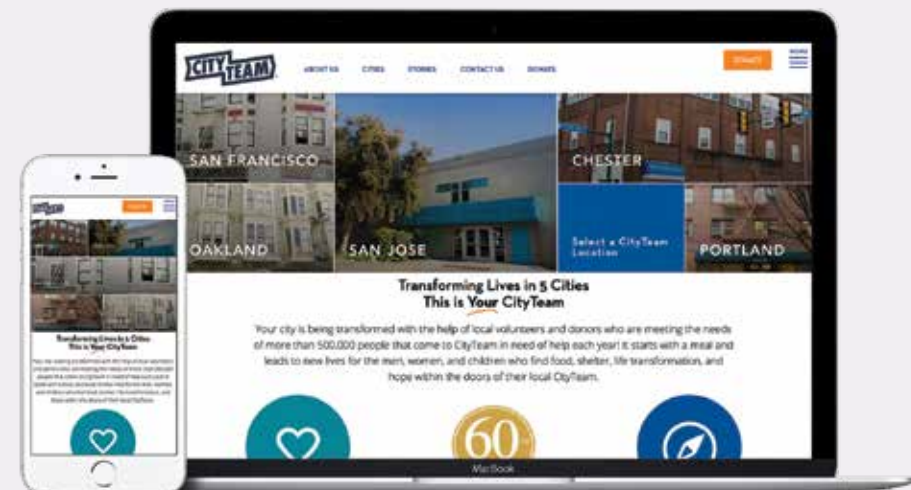 CITY TEAM
ABOUT US CITIES STORIES CONTACT US DONATE
DONATE
SAN FRANCISCO
CHESTER
OAKLAND
SAN JOSE
Select a CityTeam
Location
PORTLAND
Transforming Lives in 5 Cities
This is Your CityTeam
Your city is being transformed with the help of local volunteers and donors who are meeting the needs
of more than 500,000 people that come to CityTeam in need of help each year! It starts with a meal and
leads to new lives for the men, women, and children who find food, shelter, life transformation, and
hope within the doors of their local CityTeam.
60
MacBook
Transforming Lives in 5 Cities
This is Your CityTeam